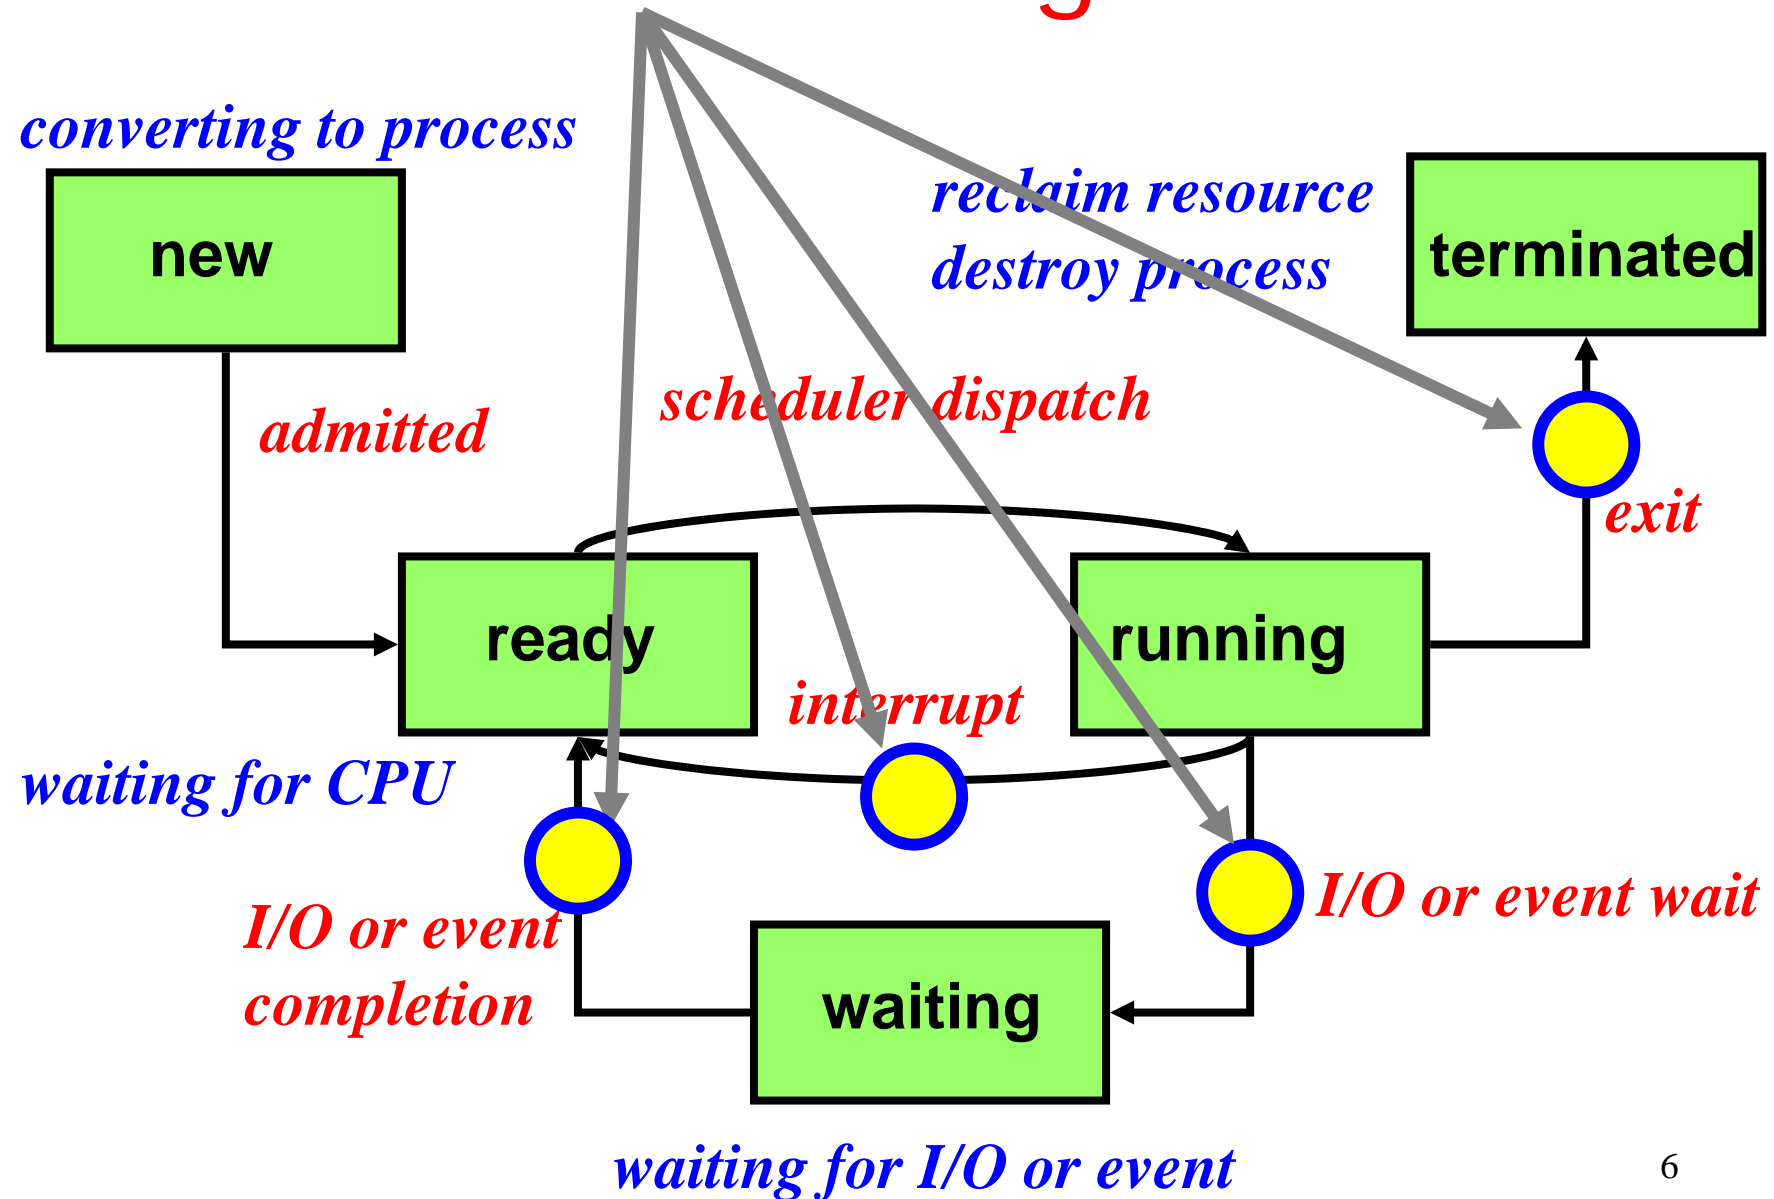 converting to process
reclaim resource
destroy process
new
terminated
admitted
scheduler dispatch
exit
ready
running
interrupt
waiting for CPU
I/O or event wait
I/O or event
completion
waiting
waiting for I/O or event
6